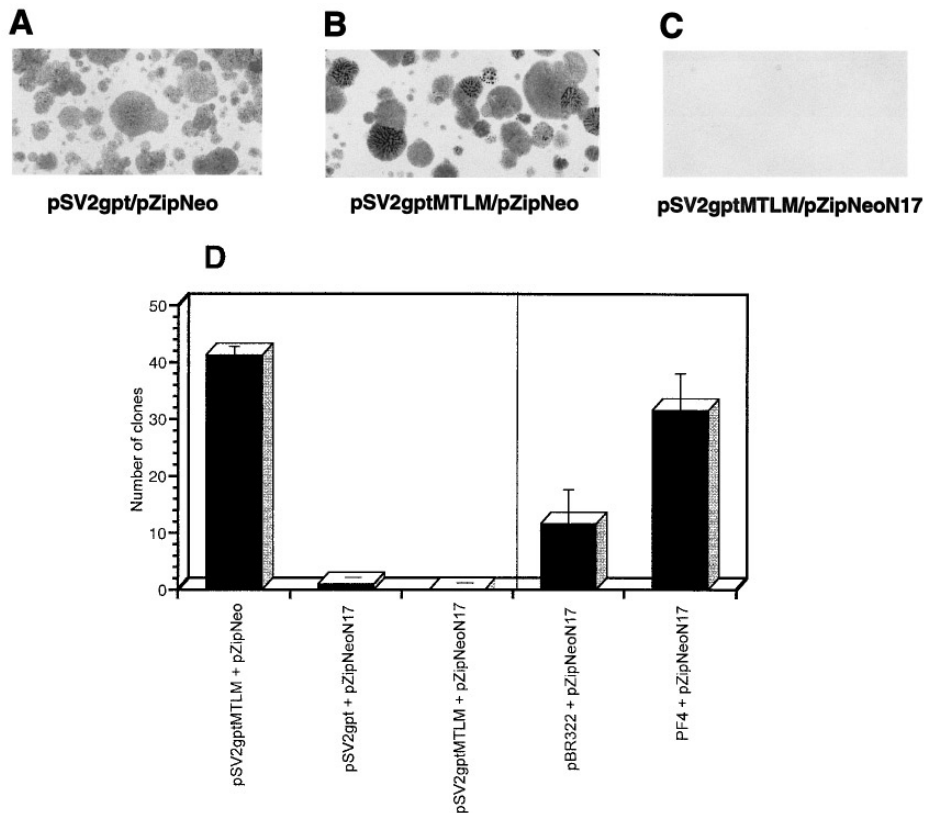 A
B
C
pSV2gpt/pZipNeo
pSV2gptMTLM/pZipNeo
pSV2gptMTLM/pZipNeoN17
D
Number of clones
50
40
30
20
10
0
pSV2gptMTLM + pZipNeo
pSV2gpt + pZipNeoN17
pSV2gptMTLM + pZipNeoN17
pBR322 + pZipNeoN17
PF4 + pZipNeoN17